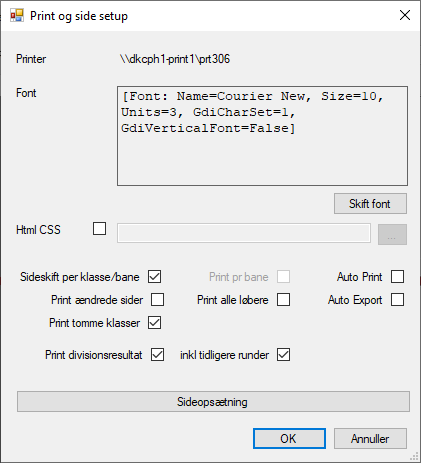 Print og side setup
Printer \\dkcph1-print1\prt306
Font [Font: Name=Courier New, Size=10,
Units=3, GdiCharSet=1,
GdiVerticalFont=False]
Skift font
Html CSS ...
Sideskift per klasse/bane Print pr bane Auto Print
Print ændrede sider Print alle løbere Auto Export
Print tomme klasser
Print divisionsresultat inkl tidligere runder
Sideopsætning
OK Annuller